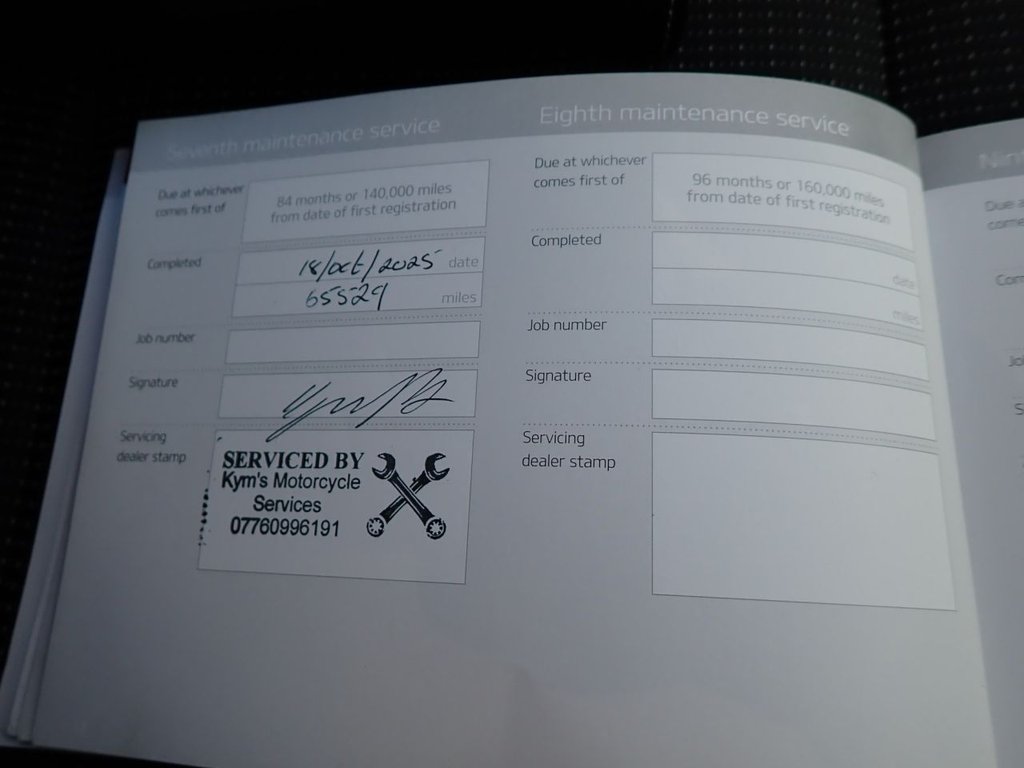 Seventh maintenance service
Due at whichever
comes first of
84 months or 140,000 miles
from date of first registration
Completed
18/oct/2025 date
65529 miles
Job number
Signature
Servicing
dealer stamp
SERVICED BY
Kym's Motorcycle
Services
07760996191
Eighth maintenance service
Due at whichever
comes first of
96 months or 160,000 miles
from date of first registration
Completed
date
miles
Job number
Signature
Servicing
dealer stamp